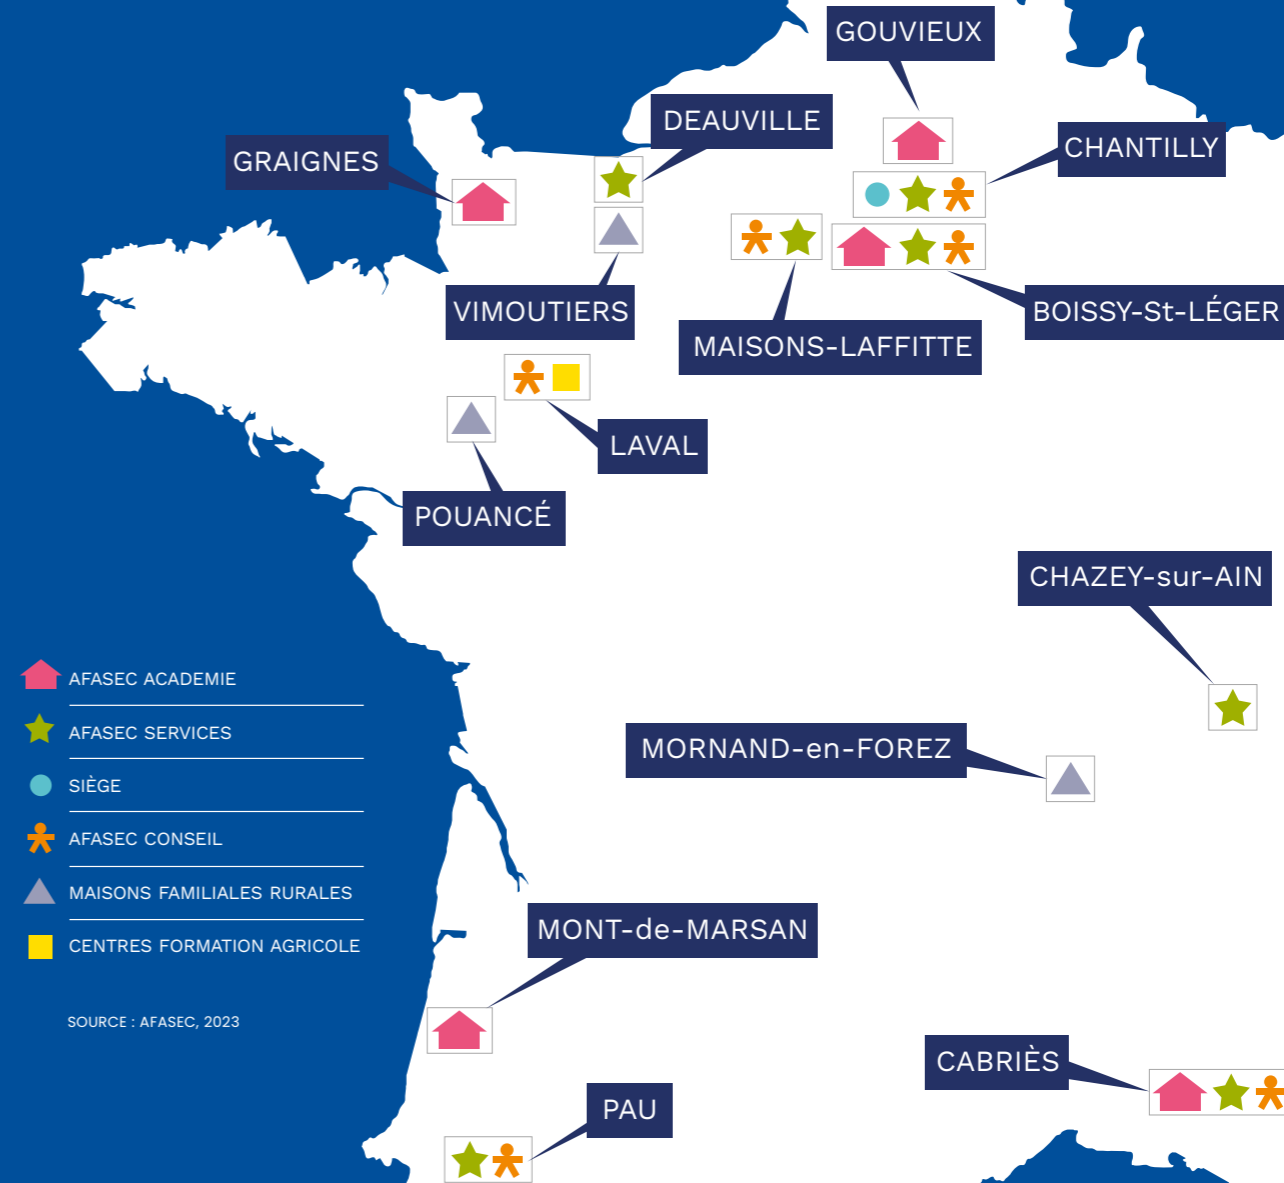 GOUVIEUX
DEAUVILLE
GRAIGNES
CHANTILLY
VIMOUTIERS
BOISSY-St-LÉGER
MAISONS-LAFFITTE
LAVAL
POUANCÉ
CHAZEY-sur-AIN
AFASEC ACADEMIE
AFASEC SERVICES
SIÈGE
AFASEC CONSEIL
MAISONS FAMILIALES RURALES
CENTRES FORMATION AGRICOLE
SOURCE : AFASEC, 2023
MORNAND-en-FOREZ
MONT-de-MARSAN
CABRIÈS
PAU